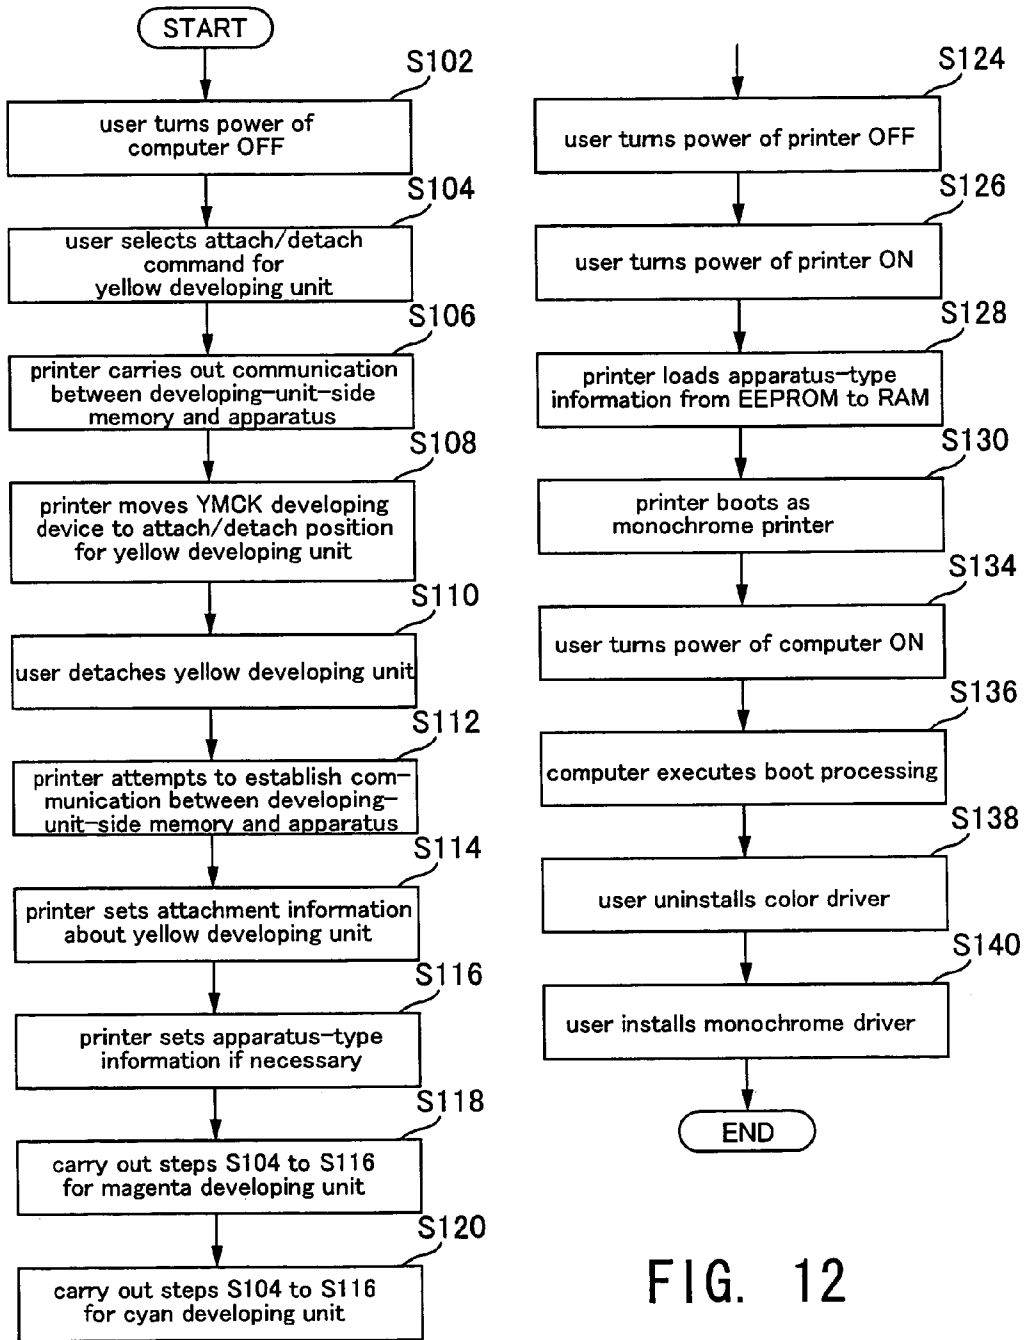 START
S102
user turns power of
computer OFF
S104
user selects attach/detach
command for
yellow developing unit
S106
printer carries out communication
between developing-unit-side
memory and apparatus
S108
printer moves YMCK developing
device to attach/detach position
for yellow developing unit
S110
user detaches yellow developing unit
S112
printer attempts to establish com-
munication between developing-
unit-side memory and apparatus
S114
printer sets attachment information
about yellow developing unit
S116
printer sets apparatus-type
information if necessary
S118
carry out steps S104 to S116
for magenta developing unit
S120
carry out steps S104 to S116
for cyan developing unit
S124
user turns power of printer OFF
S126
user turns power of printer ON
S128
printer loads apparatus-type
information from EEPROM to RAM
S130
printer boots as
monochrome printer
S134
user turns power of computer ON
S136
computer executes boot processing
S138
user uninstalls color driver
S140
user installs monochrome driver
END
FIG. 12